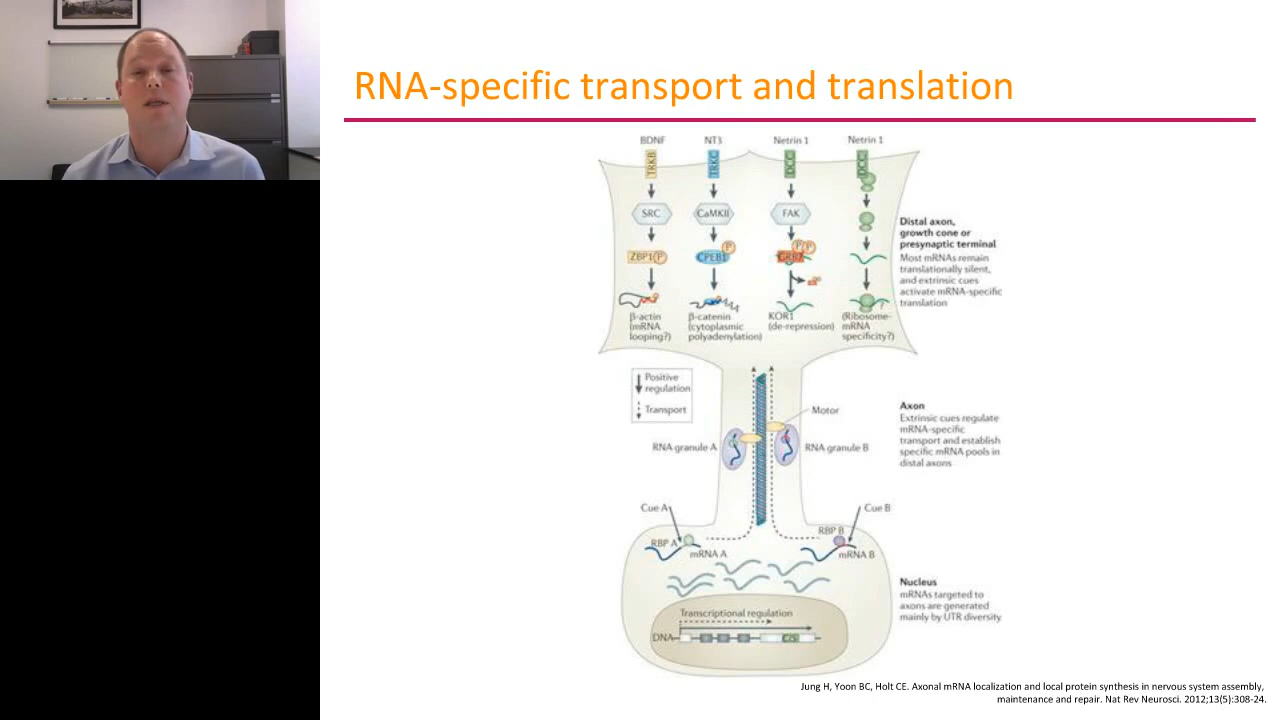 RNA-specific transport and translation
BDNF
NT3
Netrin 1
Netrin 1
TRKB
TRKC
DCC
DCC
SRC
CaMKII
FAK
ZBP1
P
CPEB1
P
GRB7
P
P
β-actin
(mRNA
looping?)
β-catenin
(cytoplasmic
polyadenylation)
KOR1
(de-repression)
(Ribosome-
mRNA
specificity?)
Distal axon,
growth cone or
presynaptic terminal
Most mRNAs remain
translationally silent,
and extrinsic cues
activate mRNA-specific
translation
Positive
regulation
Transport
Motor
RNA granule A
RNA granule B
Axon
Extrinsic cues regulate
mRNA-specific
transport and establish
specific mRNA pools in
distal axons
Cue A
Cue B
RBP A
mRNA A
RBP B
mRNA B
Nucleus
mRNAs targeted to
axons are generated
mainly by UTR diversity
Transcriptional regulation
DNA
Jung H, Yoon BC, Holt CE. Axonal mRNA localization and local protein synthesis in nervous system assembly,
maintenance and repair. Nat Rev Neurosci. 2012;13(5):308-24.